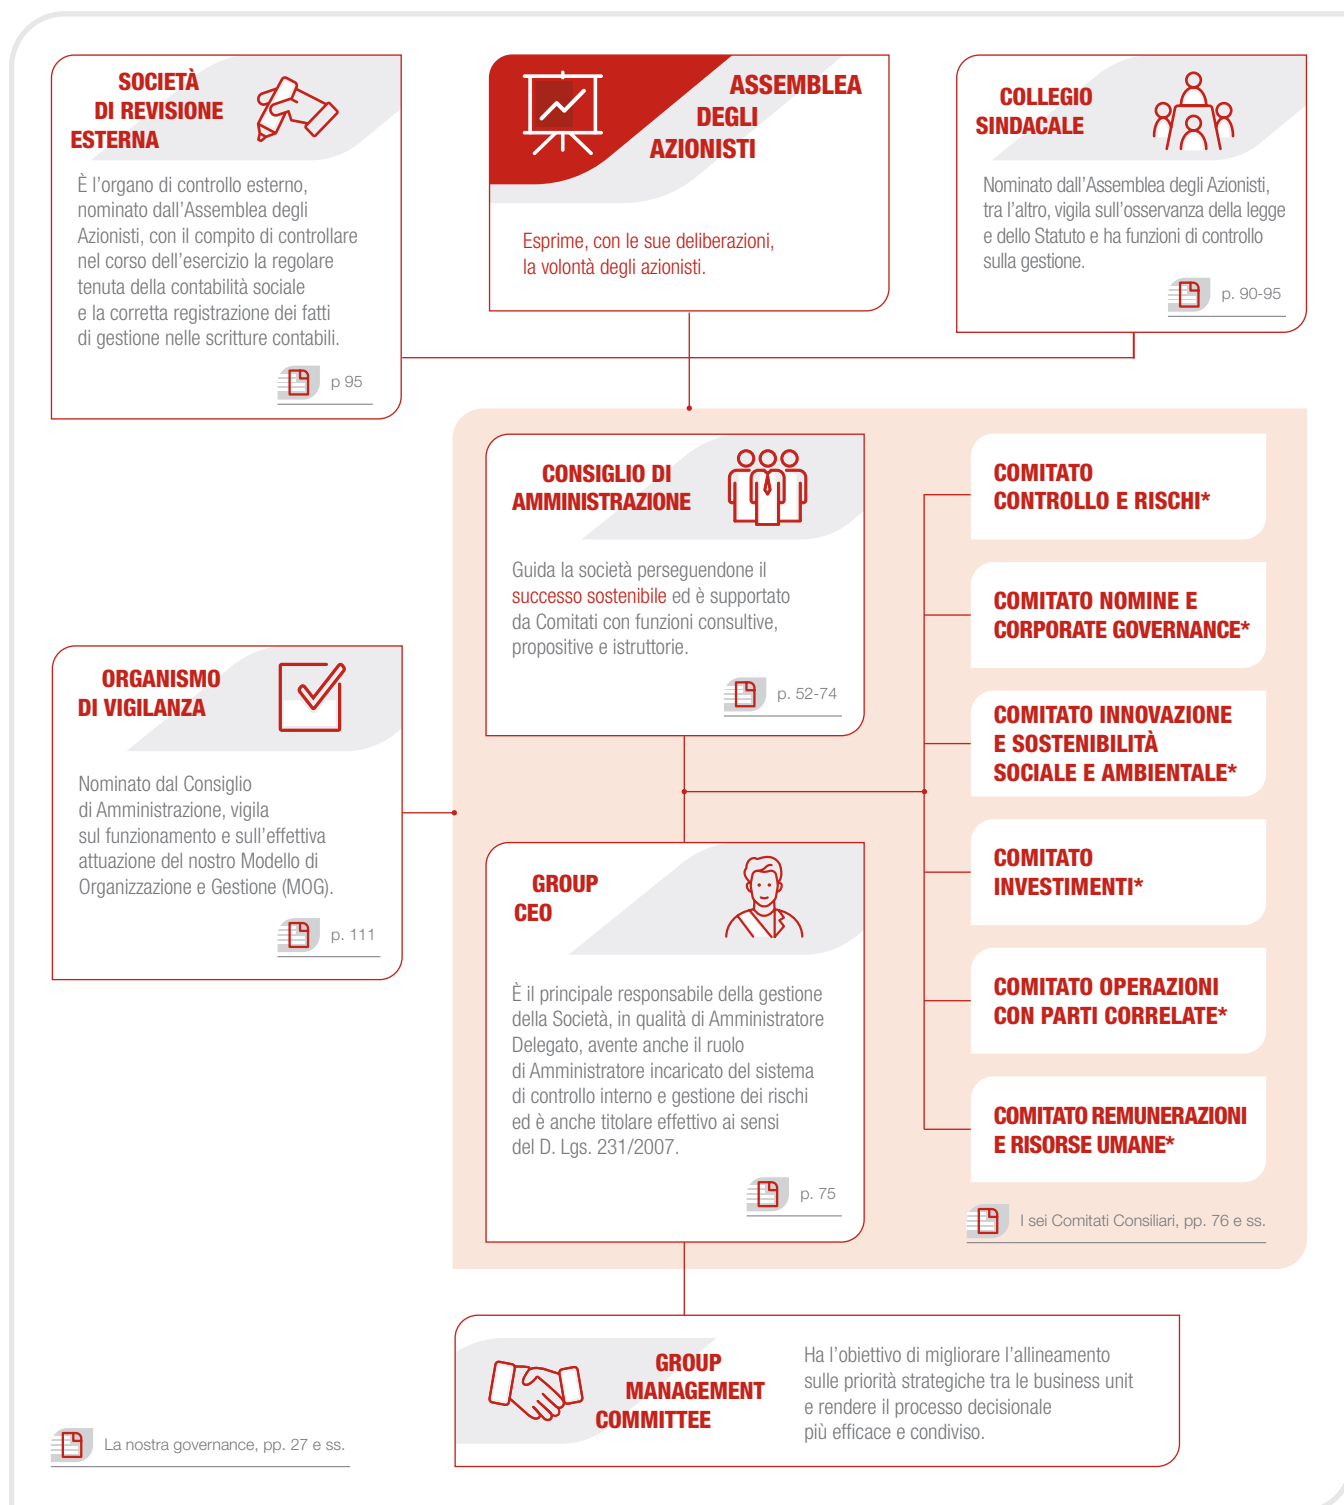 SOCIETÀ
DI REVISIONE
ESTERNA
È l'organo di controllo esterno,
nominato dall'Assemblea degli
Azionisti, con il compito di controllare
nel corso dell'esercizio la regolare
tenuta della contabilità sociale
e la corretta registrazione dei fatti
di gestione nelle scritture contabili.
p 95
ASSEMBLEA
DEGLI
AZIONISTI
Esprime, con le sue deliberazioni,
la volontà degli azionisti.
COLLEGIO
SINDACALE
Nominato dall'Assemblea degli Azionisti,
tra l'altro, vigila sull'osservanza della legge
e dello Statuto e ha funzioni di controllo
sulla gestione.
p. 90-95
CONSIGLIO DI
AMMINISTRAZIONE
Guida la società perseguendone il
successo sostenibile ed è supportato
da Comitati con funzioni consultive,
propositive e istruttorie.
p. 52-74
ORGANISMO
DI VIGILANZA
Nominato dal Consiglio
di Amministrazione, vigila
sul funzionamento e sull'effettiva
attuazione del nostro Modello di
Organizzazione e Gestione (MOG).
p. 111
GROUP
CEO
È il principale responsabile della gestione
della Società, in qualità di Amministratore
Delegato, avente anche il ruolo
di Amministratore incaricato del sistema
di controllo interno e gestione dei rischi
ed è anche titolare effettivo ai sensi
del D. Lgs. 231/2007.
p. 75
COMITATO
CONTROLLO E RISCHI*
COMITATO NOMINE E
CORPORATE GOVERNANCE*
COMITATO INNOVAZIONE
E SOSTENIBILITÀ
SOCIALE E AMBIENTALE*
COMITATO
INVESTIMENTI*
COMITATO OPERAZIONI
CON PARTI CORRELATE*
COMITATO REMUNERAZIONI
E RISORSE UMANE*
I sei Comitati Consiliari, pp. 76 e ss.
GROUP
MANAGEMENT
COMMITTEE
Ha l'obiettivo di migliorare l'allineamento
sulle priorità strategiche tra le business unit
e rendere il processo decisionale
più efficace e condiviso.
La nostra governance, pp. 27 e ss.